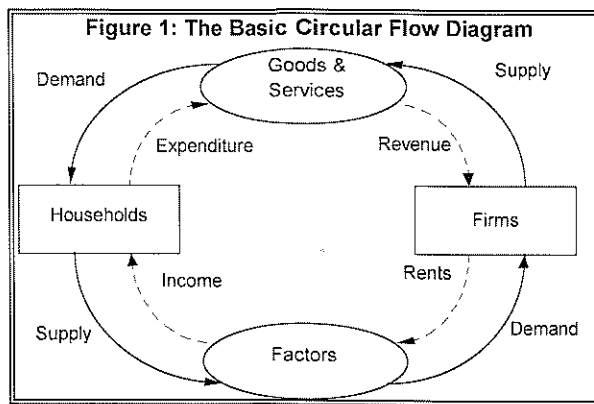 Figure 1: The Basic Circular Flow Diagram
Goods &
Services
Demand
Supply
Expenditure
Revenue
Households
Firms
Income
Rents
Supply
Demand
Factors